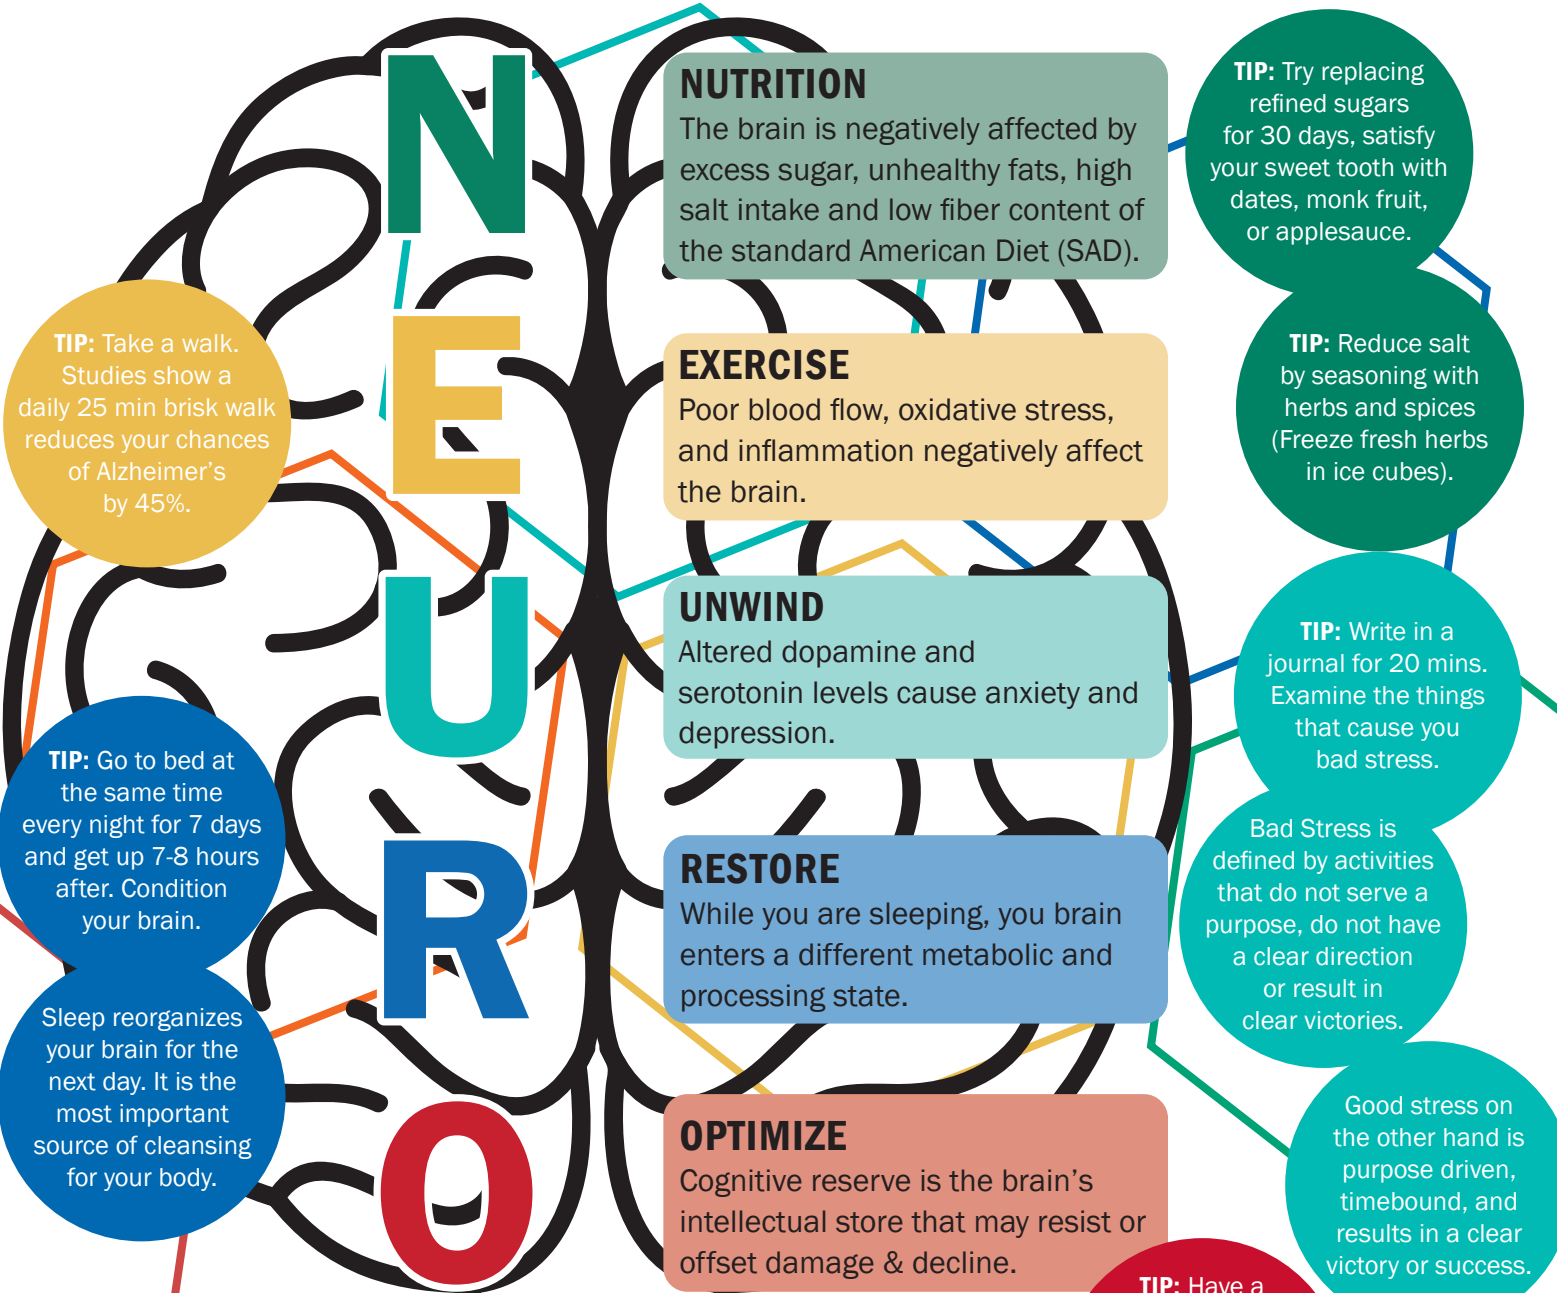 N
NUTRITION
The brain is negatively affected by
excess sugar, unhealthy fats, high
salt intake and low fiber content of
the standard American Diet (SAD).
TIP: Try replacing
refined sugars
for 30 days, satisfy
your sweet tooth with
dates, monk fruit,
or applesauce.
TIP: Reduce salt
by seasoning with
herbs and spices
(Freeze fresh herbs
in ice cubes).
TIP: Take a walk.
Studies show a
daily 25 min brisk walk
reduces your chances
of Alzheimer's
by 45%.
E
EXERCISE
Poor blood flow, oxidative stress,
and inflammation negatively affect
the brain.
U
UNWIND
Altered dopamine and
serotonin levels cause anxiety and
depression.
TIP: Write in a
journal for 20 mins.
Examine the things
that cause you
bad stress.
Bad Stress is
defined by activities
that do not serve a
purpose, do not have
a clear direction
or result in
clear victories.
Good stress on
the other hand is
purpose driven,
timebound, and
results in a clear
victory or success.
TIP: Go to bed at
the same time
every night for 7 days
and get up 7-8 hours
after. Condition
your brain.
Sleep reorganizes
your brain for the
next day. It is the
most important
source of cleansing
for your body.
R
RESTORE
While you are sleeping, you brain
enters a different metabolic and
processing state.
O
OPTIMIZE
Cognitive reserve is the brain's
intellectual store that may resist or
offset damage & decline.
TIP: Have a